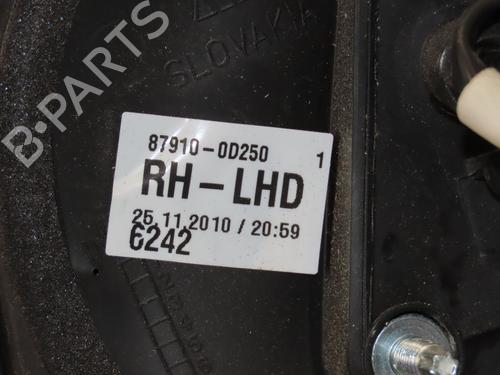 SLOVAKIA
87910-0D250 1
RH-LHD
25.11.2010 / 20:59
6242
B-PARTS